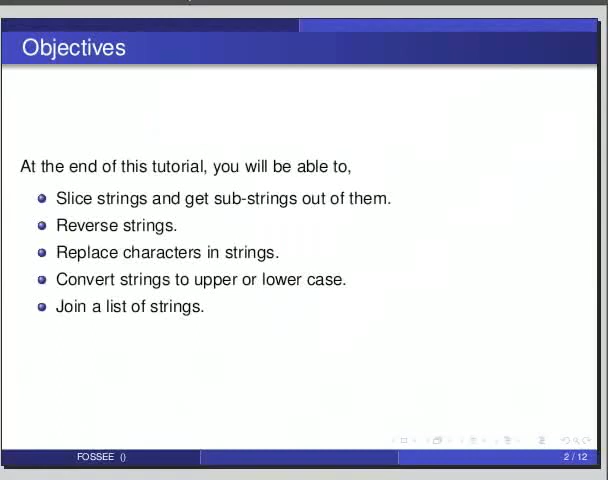 Objectives
At the end of this tutorial, you will be able to,
Slice strings and get sub-strings out of them.
Reverse strings.
Replace characters in strings.
Convert strings to upper or lower case.
Join a list of strings.
FOSSEE ()
2 / 12